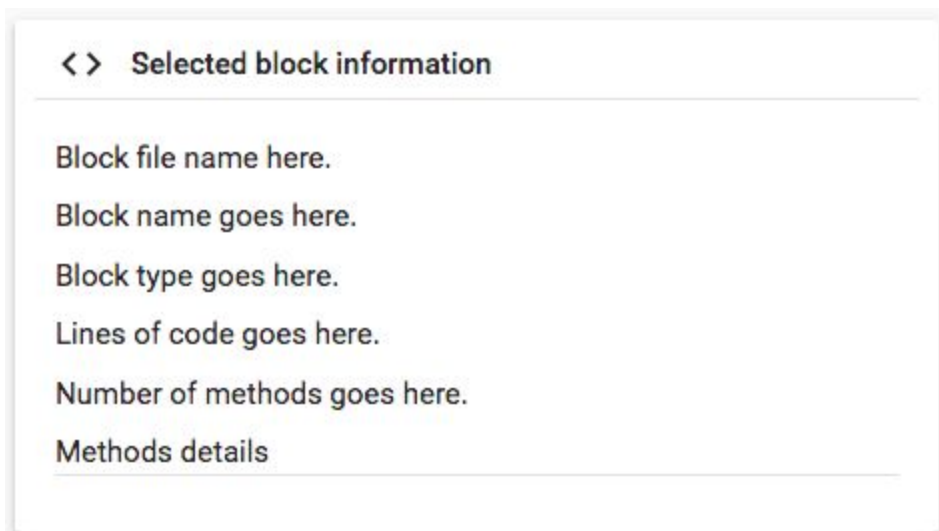 <> Selected block information
Block file name here.
Block name goes here.
Block type goes here.
Lines of code goes here.
Number of methods goes here.
Methods details